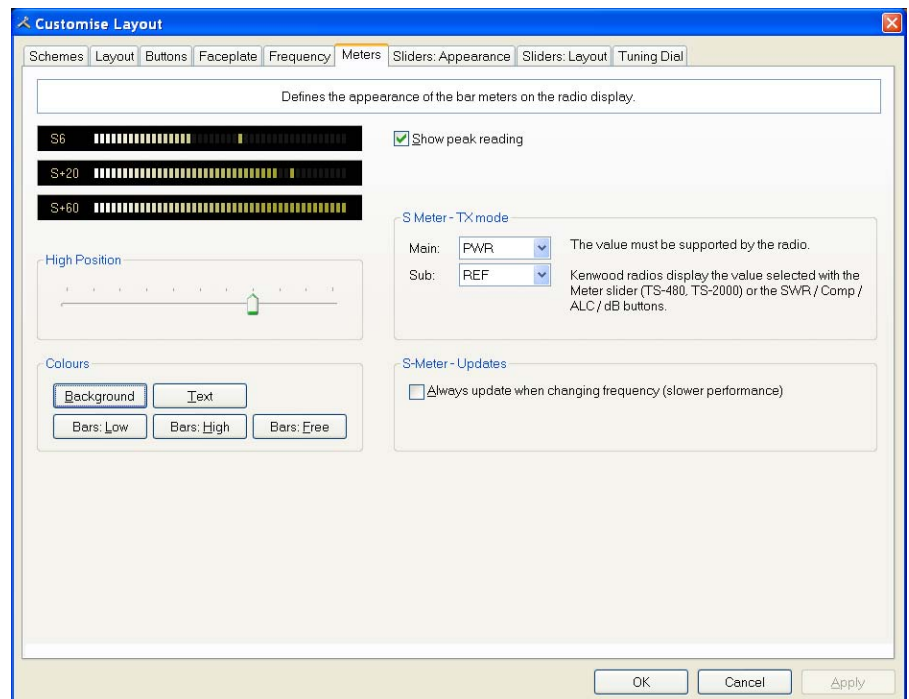 Customise Layout
Schemes Layout Buttons Faceplate Frequency Meters Sliders: Appearance Sliders: Layout Tuning Dial
Defines the appearance of the bar meters on the radio display.
S6
Show peak reading
S+20
S+60
S Meter - TX mode
Main: PWR
The value must be supported by the radio.
Sub: REF
Kenwood radios display the value selected with the
Meter slider (TS-480, TS-2000) or the SWR / Comp /
ALC / dB buttons.
High Position
Colours
Background Text
Bars: Low Bars: High Bars: Free
S-Meter - Updates
Always update when changing frequency (slower performance)
OK Cancel Apply